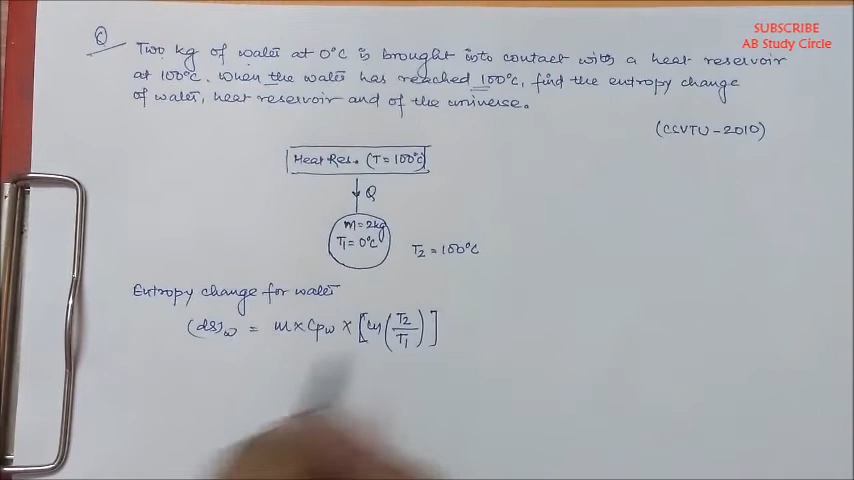 SUBSCRIBE
AB Study Circle
Q
Two kg of water at 0°C is brought into contact with a heat reservoir
at 100°C. When the water has reached 100°C, find the entropy change
of water, heat reservoir and of the universe.
(CSVTU-2010)
Heat Res. (T = 100°C)
Q
m = 2kg
T₁ = 0°C
T₂ = 100°C
Entropy change for water
(ds)w = m × Cpw × [ln(T₂/T₁)]